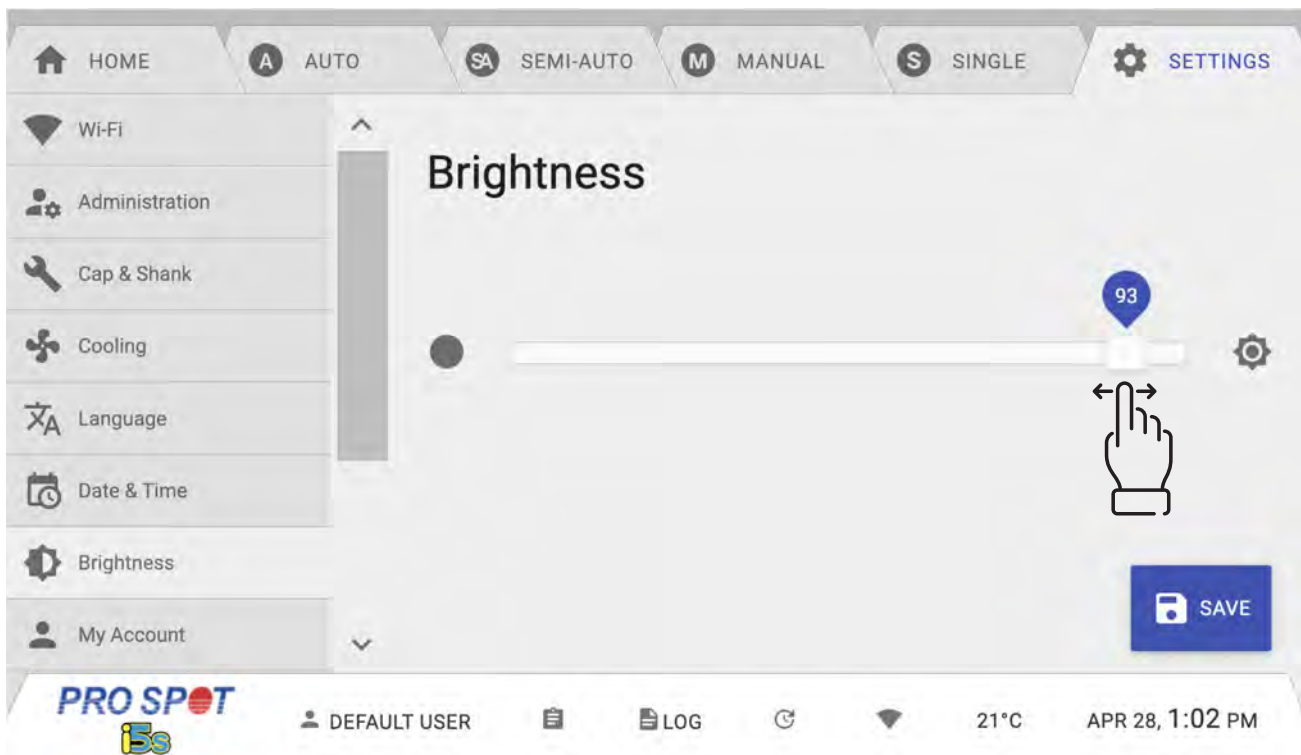 HOME
A AUTO
SA SEMI-AUTO
M MANUAL
S SINGLE
SETTINGS
Wi-Fi
Administration
Cap & Shank
Cooling
Language
Date & Time
Brightness
My Account
Brightness
93
SAVE
PRO SPOT
i5s
DEFAULT USER
LOG
21°C
APR 28, 1:02 PM